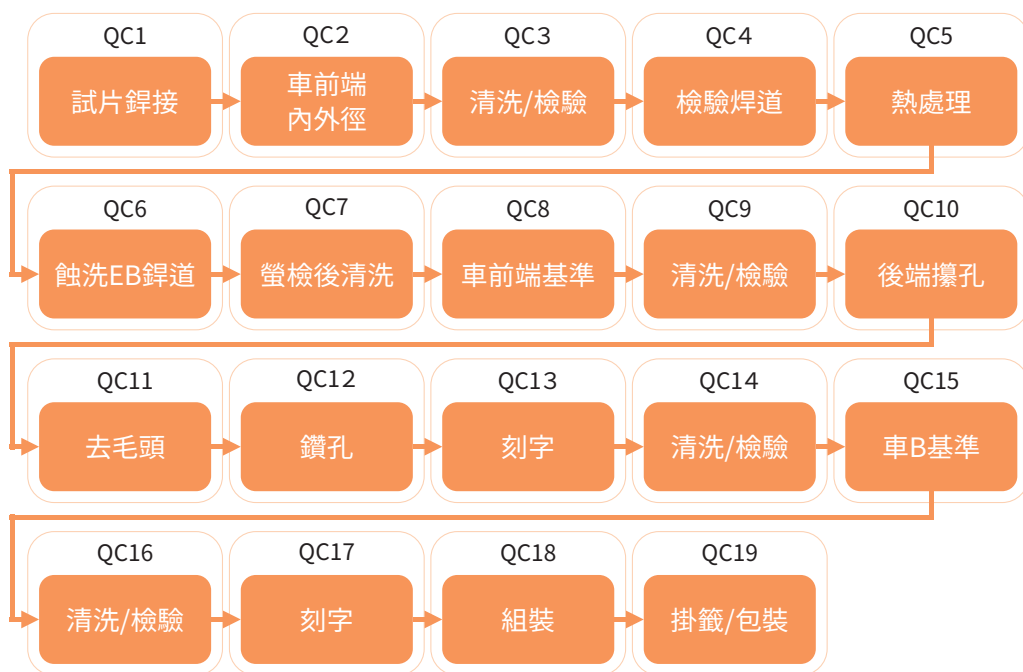 QC1
試片銲接
QC2
車前端
內外徑
QC3
清洗/檢驗
QC4
檢驗焊道
QC5
熱處理
QC6
蝕洗EB銲道
QC7
螢檢後清洗
QC8
車前端基準
QC9
清洗/檢驗
QC10
後端攘孔
QC11
去毛頭
QC12
鑽孔
QC13
刻字
QC14
清洗/檢驗
QC15
車B基準
QC16
清洗/檢驗
QC17
刻字
QC18
組裝
QC19
掛籤/包裝